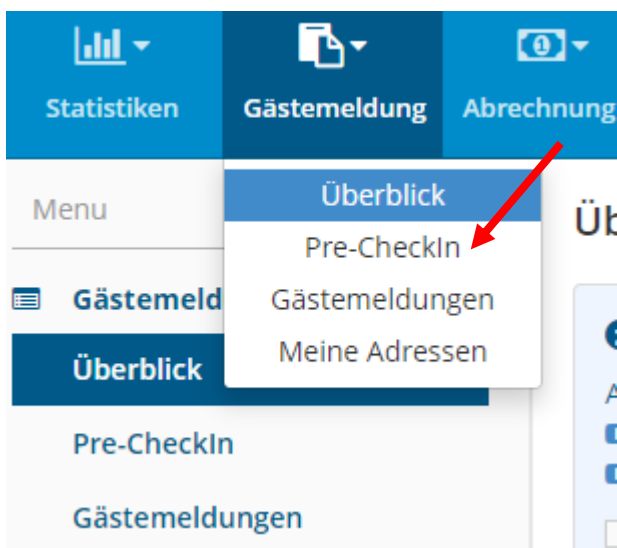 Statistiken
Gästemeldung
Abrechnung
Menu
Überblick
Pre-CheckIn
Gästemeldungen
Meine Adressen
Gästemeld
Überblick
Pre-CheckIn
Gästemeldungen
Üb
A